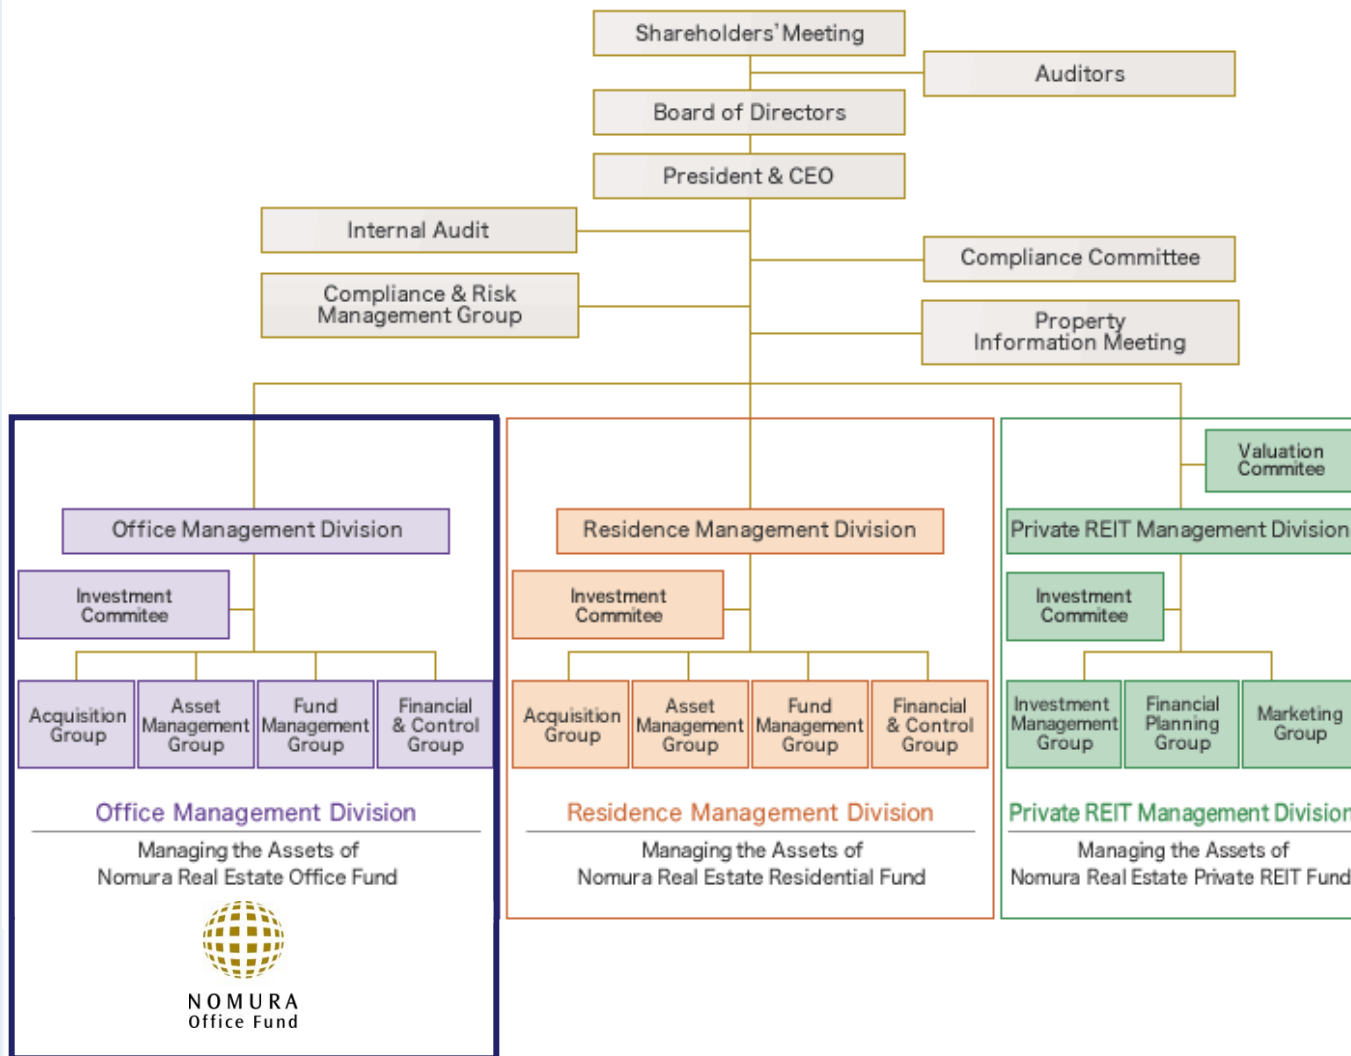 Shareholders' Meeting
Auditors
Board of Directors
President & CEO
Internal Audit
Compliance Committee
Compliance & Risk
Management Group
Property
Information Meeting
Valuation
Commitee
Office Management Division
Residence Management Division
Private REIT Management Division
Investment
Commitee
Investment
Commitee
Investment
Commitee
Acquisition
Group
Asset
Management
Group
Fund
Management
Group
Financial
& Control
Group
Acquisition
Group
Asset
Management
Group
Fund
Management
Group
Financial
& Control
Group
Investment
Management
Group
Financial
Planning
Group
Marketing
Group
Office Management Division
Managing the Assets of
Nomura Real Estate Office Fund
NOMURA
Office Fund
Residence Management Division
Managing the Assets of
Nomura Real Estate Residential Fund
Private REIT Management Division
Managing the Assets of
Nomura Real Estate Private REIT Fund